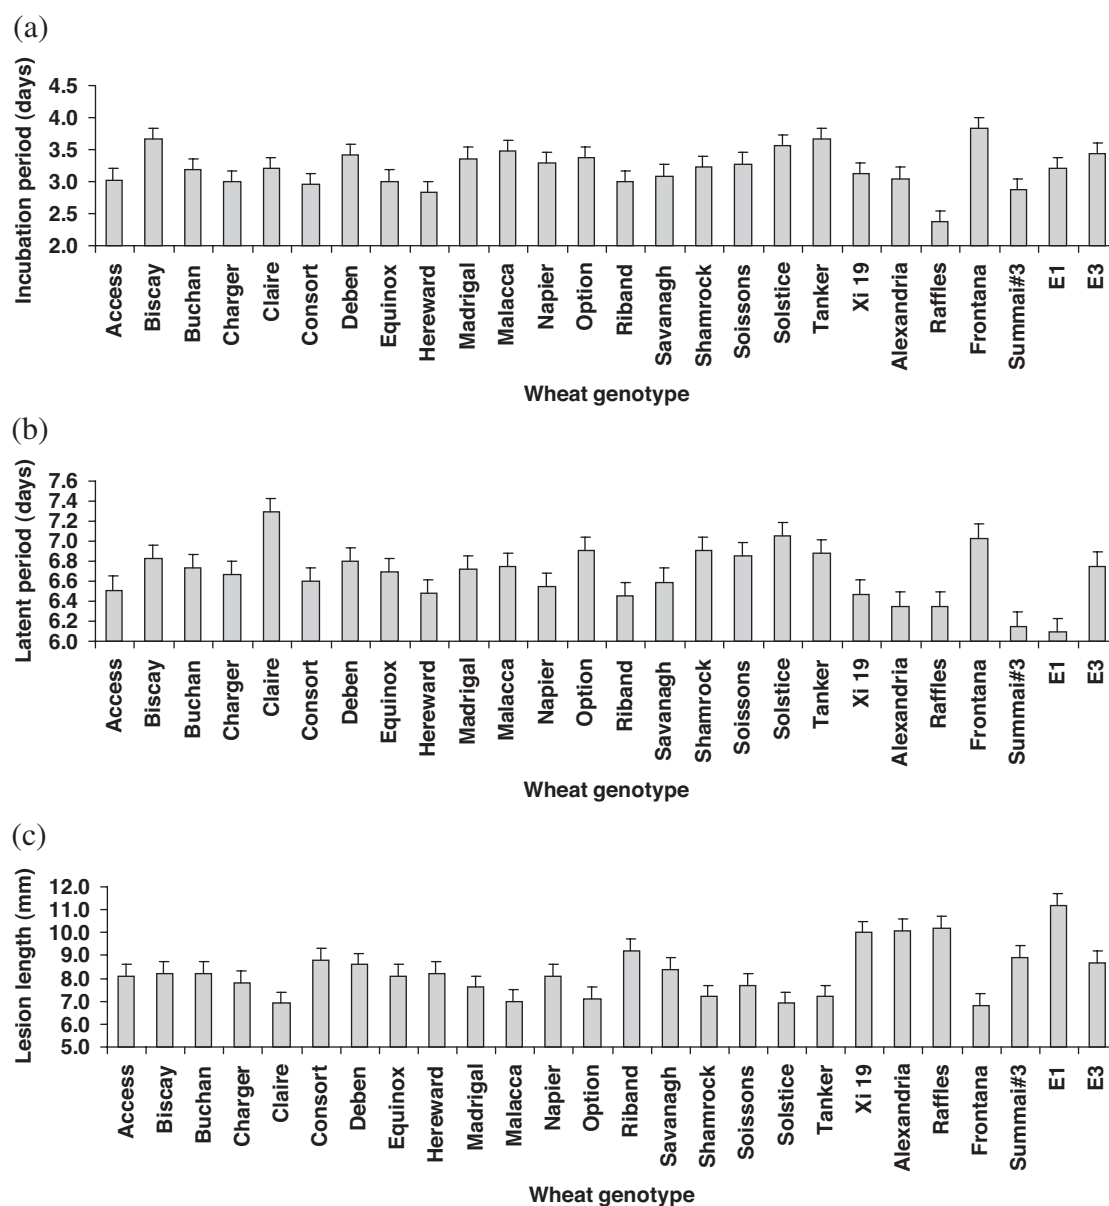 (a)
Incubation period (days)
4.5
4.0
3.5
3.0
2.5
2.0
Access
Biscay
Buchan
Charger
Claire
Consort
Deben
Equinox
Hereward
Madrigal
Malacca
Napier
Option
Riband
Savanagh
Shamrock
Soissons
Solstice
Tanker
Xi 19
Alexandria
Raffles
Frontana
Summai#3
E1
E3
Wheat genotype
(b)
Latent period (days)
7.6
7.4
7.2
7.0
6.8
6.6
6.4
6.2
6.0
Access
Biscay
Buchan
Charger
Claire
Consort
Deben
Equinox
Hereward
Madrigal
Malacca
Napier
Option
Riband
Savanagh
Shamrock
Soissons
Solstice
Tanker
Xi 19
Alexandria
Raffles
Frontana
Summai#3
E1
E3
Wheat genotype
(c)
Lesion length (mm)
12.0
11.0
10.0
9.0
8.0
7.0
6.0
5.0
Access
Biscay
Buchan
Charger
Claire
Consort
Deben
Equinox
Hereward
Madrigal
Malacca
Napier
Option
Riband
Savanagh
Shamrock
Soissons
Solstice
Tanker
Xi 19
Alexandria
Raffles
Frontana
Summai#3
E1
E3
Wheat genotype